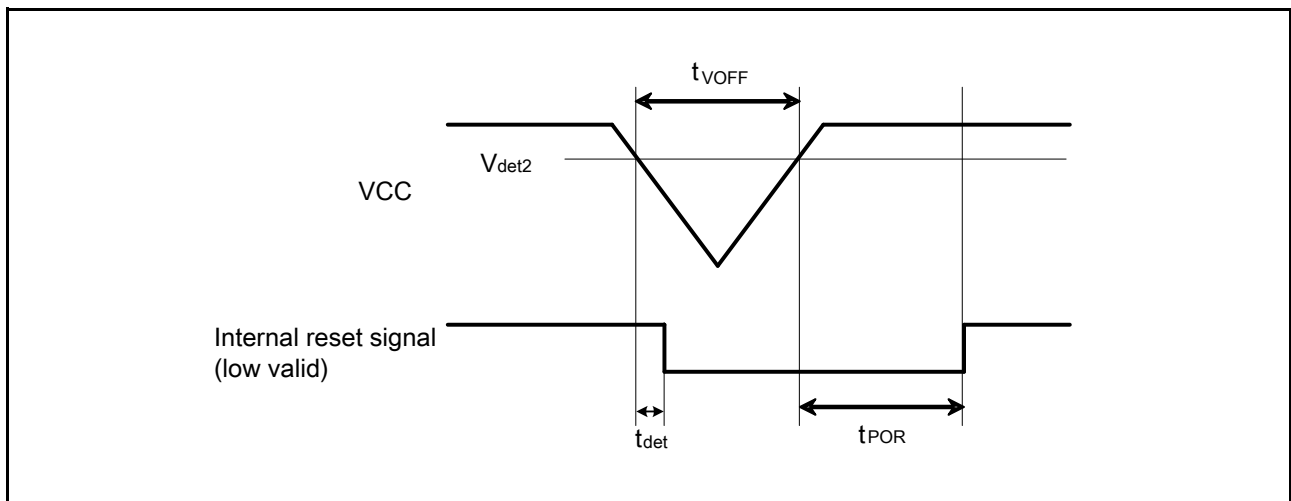 tVOFF
Vdet2
VCC
Internal reset signal
(low valid)
tdet
tPOR